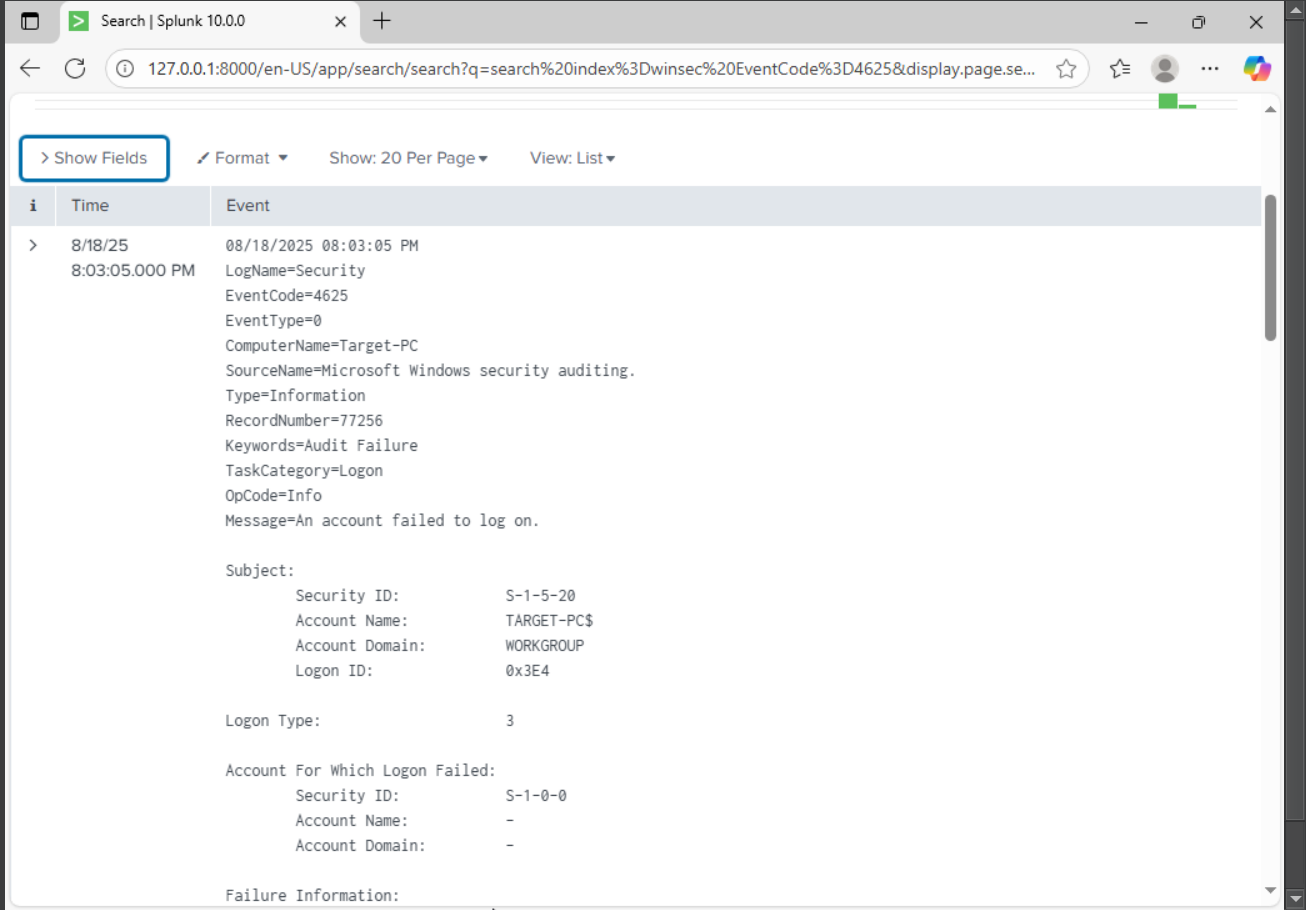 Search | Splunk 10.0.0
127.0.0.1:8000/en-US/app/search/search?q=search%20index%3Dwinsec%20EventCode%3D4625&display.page.se...
> Show Fields Format Show: 20 Per Page View: List
i Time Event
8/18/25
8:03:05.000 PM
08/18/2025 08:03:05 PM
LogName=Security
EventCode=4625
EventType=0
ComputerName=Target-PC
SourceName=Microsoft Windows security auditing.
Type=Information
RecordNumber=77256
Keywords=Audit Failure
TaskCategory=Logon
OpCode=Info
Message=An account failed to log on.
Subject:
Security ID: S-1-5-20
Account Name: TARGET-PC$
Account Domain: WORKGROUP
Logon ID: 0x3E4
Logon Type: 3
Account For Which Logon Failed:
Security ID: S-1-0-0
Account Name: -
Account Domain: -
Failure Information: